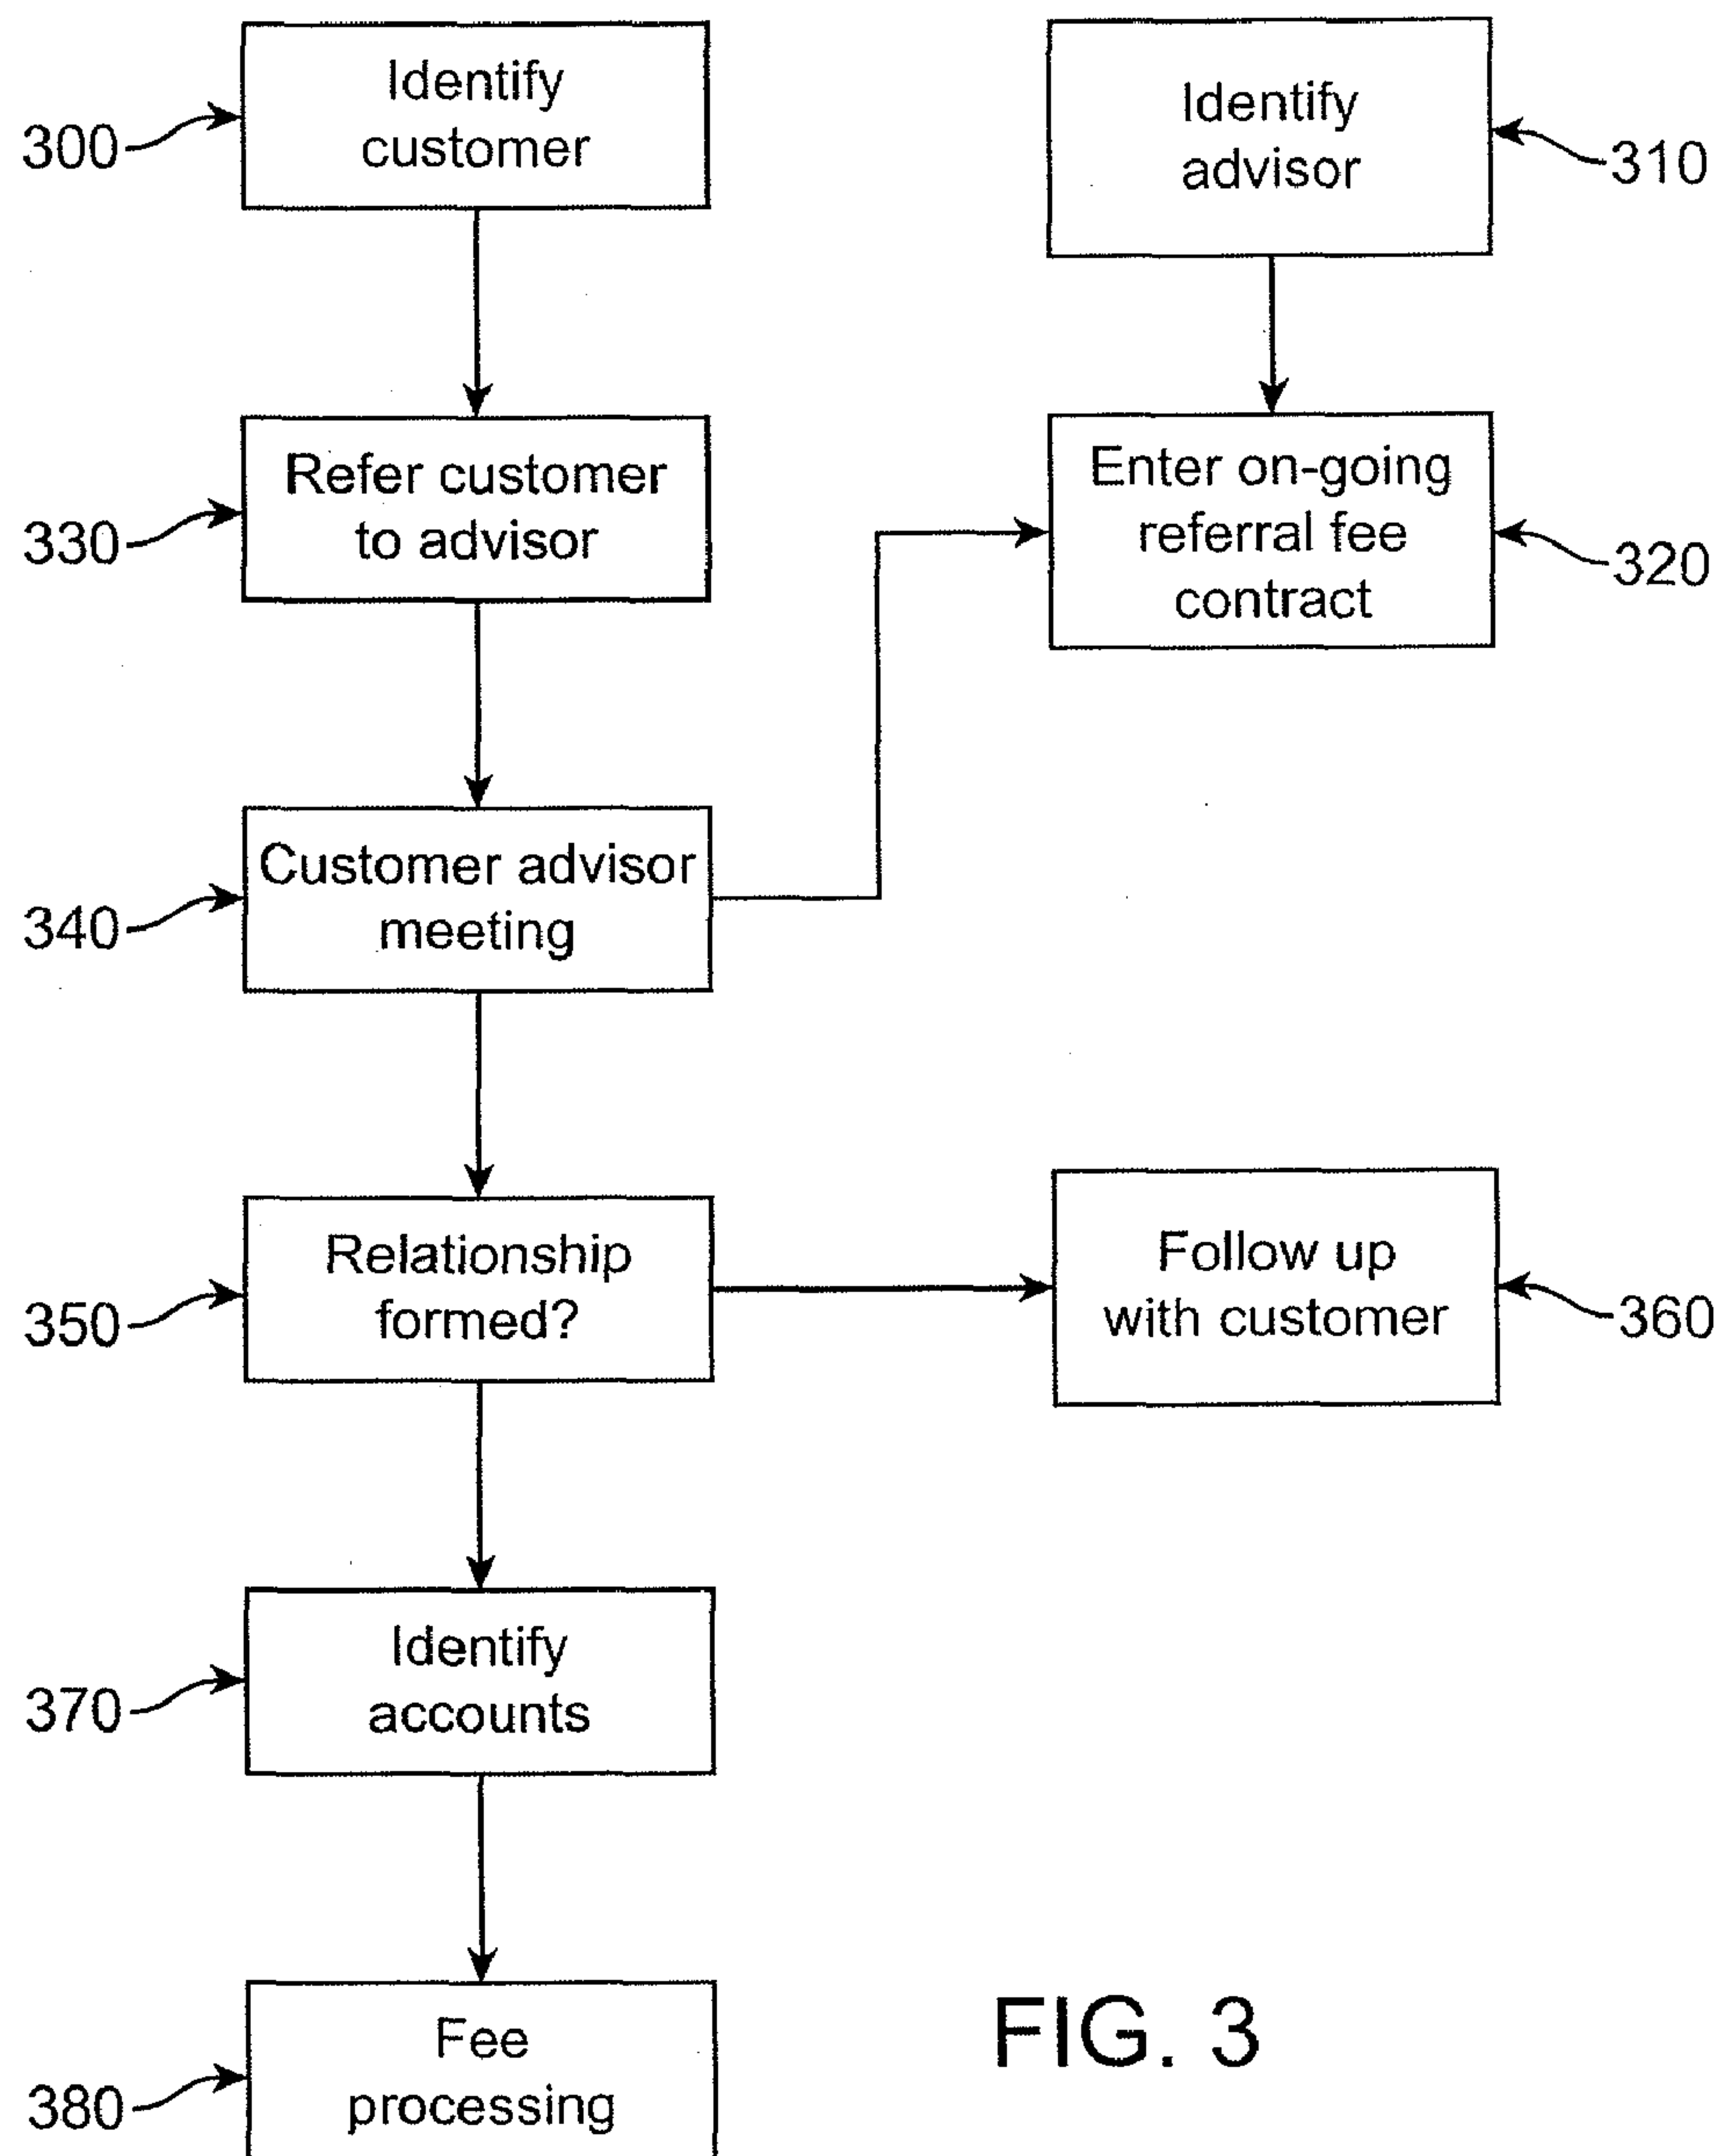 Identify
customer
300
Identify
advisor
310
Refer customer
to advisor
330
Enter on-going
referral fee
contract
320
Customer advisor
meeting
340
Relationship
formed?
350
Follow up
with customer
360
Identify
accounts
370
Fee
processing
380
FIG. 3